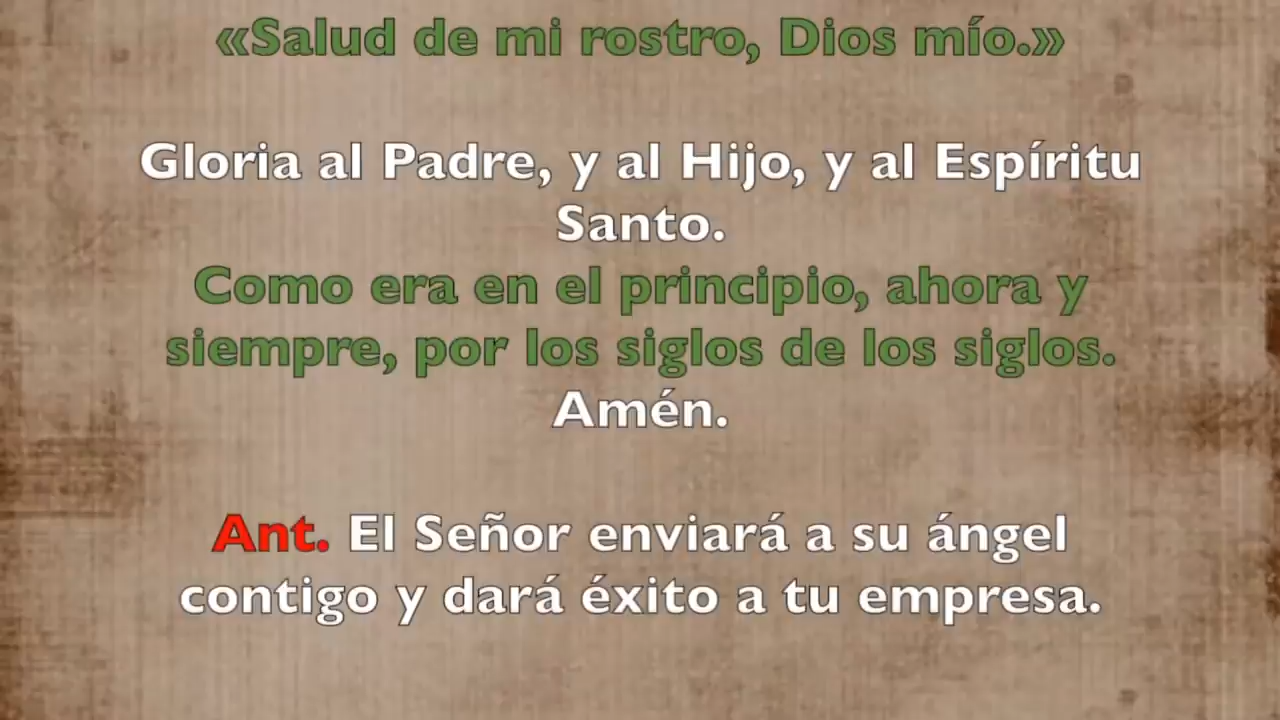 «Salud de mi rostro, Dios mío.»
Gloria al Padre, y al Hijo, y al Espíritu
Santo.
Como era en el principio, ahora y
siempre, por los siglos de los siglos.
Amén.
Ant. El Señor enviará a su ángel
contigo y dará éxito a tu empresa.